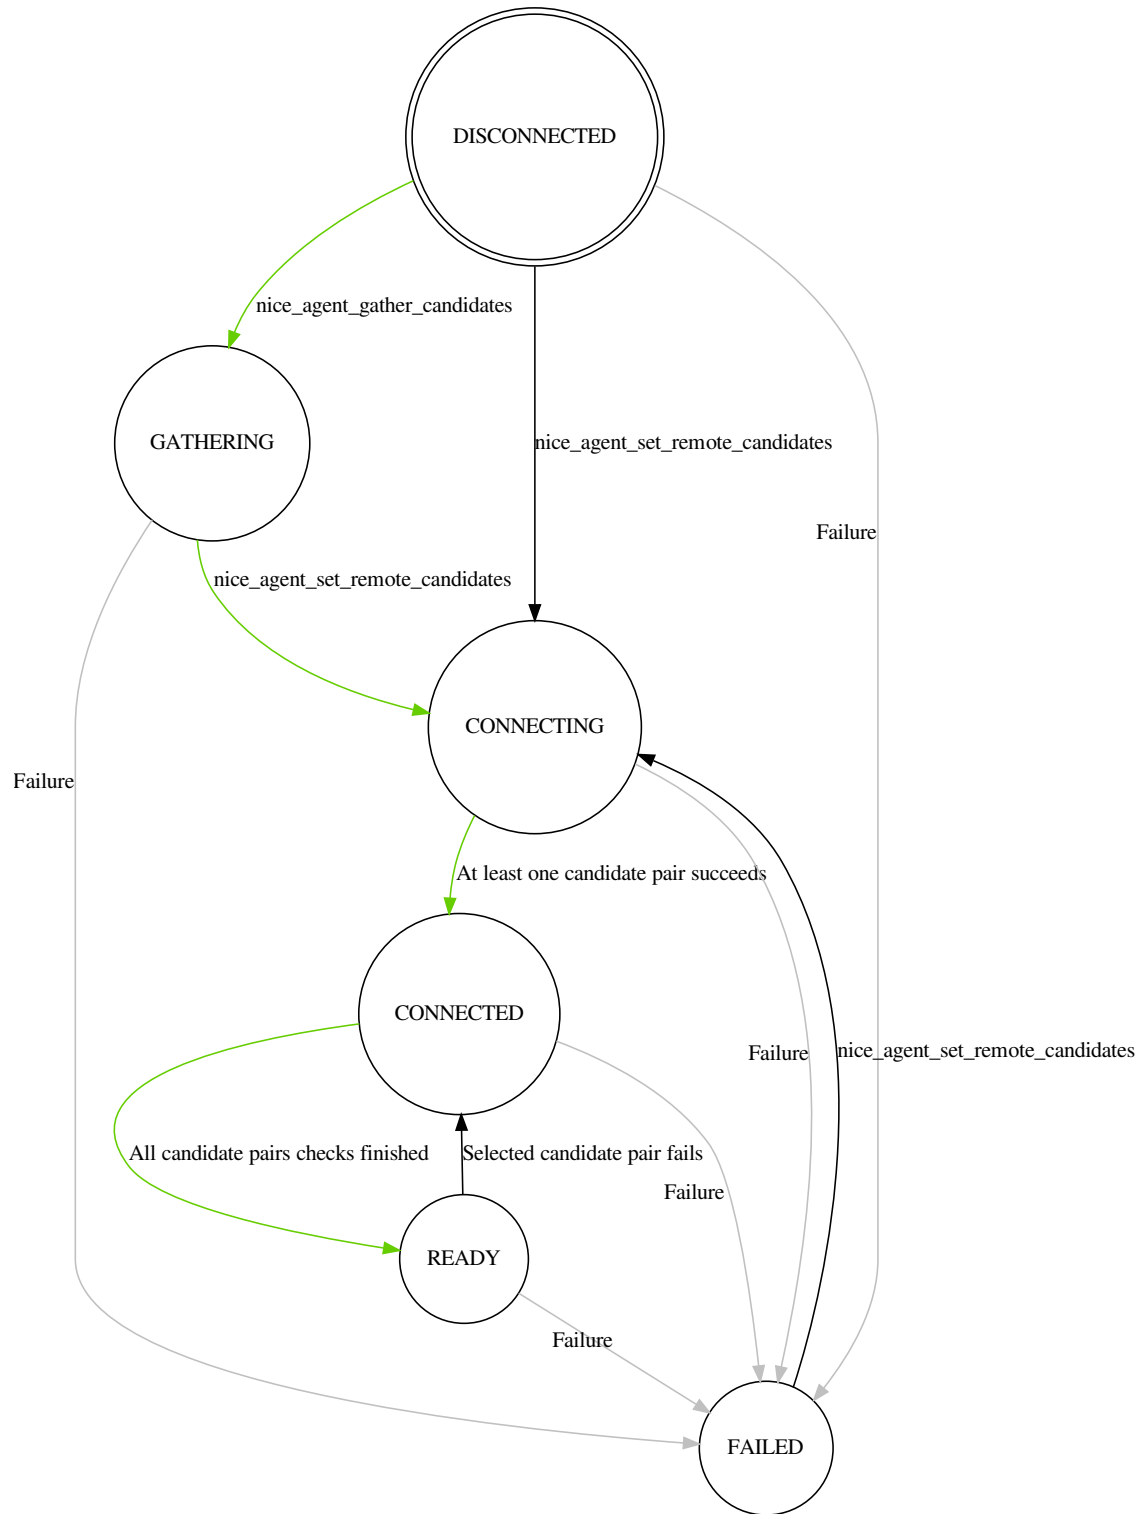 DISCONNECTED
nice_agent_gather_candidates
GATHERING
nice_agent_set_remote_candidates
Failure
nice_agent_set_remote_candidates
CONNECTING
Failure
At least one candidate pair succeeds
CONNECTED
Failure
nice_agent_set_remote_candidates
All candidate pairs checks finished
Selected candidate pair fails
Failure
READY
Failure
FAILED